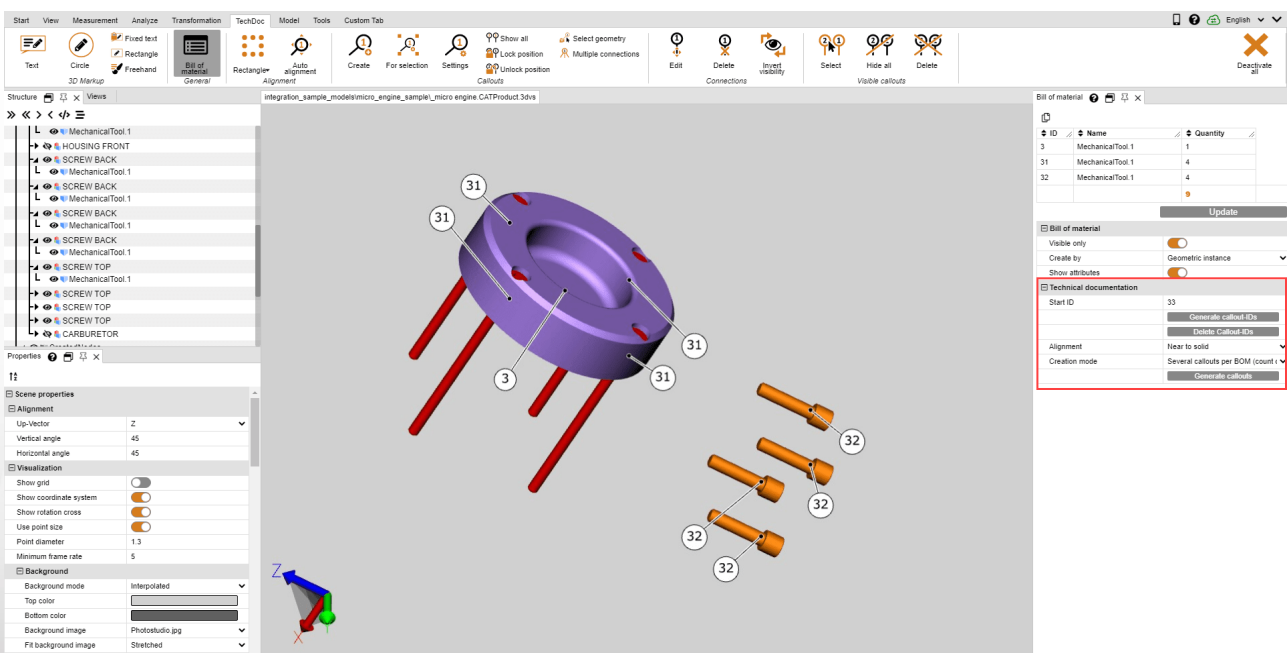 Start View Measurement Analyze Transformation TechDoc Model Tools Custom Tab English
Text
Circle
Fixed text
Rectangle
Freehand
3D Markup
Bill of material
General
Rectangle
Auto alignment
Alignment
Create
For selection
Settings
Show all
Lock position
Unlock position
Select geometry
Multiple connections
Callouts
Edit
Delete
Invert visibility
Connections
Select
Hide all
Delete
Visible callouts
Deactivate all
Structure Views
MechanicalTool.1
HOUSING FRONT
SCREW BACK
MechanicalTool.1
SCREW BACK
MechanicalTool.1
SCREW BACK
MechanicalTool.1
SCREW BACK
MechanicalTool.1
SCREW TOP
MechanicalTool.1
SCREW TOP
SCREW TOP
SCREW TOP
CARBURETOR
Properties
Scene properties
Alignment
Up-Vector Z
Vertical angle 45
Horizontal angle 45
Visualization
Show grid
Show coordinate system
Show rotation cross
Use point size
Point diameter 1.3
Minimum frame rate 5
Background
Background mode Interpolated
Top color
Bottom color
Background image Photostudio.jpg
Fit background image Stretched
integration_sample_models\micro_engine_sample\_micro engine.CATProduct.3dvs
31
31
31
31
3
32
32
32
32
Z
X
Bill of material
ID Name Quantity
3 MechanicalTool.1 1
31 MechanicalTool.1 4
32 MechanicalTool.1 4
9
Update
Bill of material
Visible only
Create by Geometric instance
Show attributes
Technical documentation
Start ID 33
Generate callout-IDs
Delete Callout-IDs
Alignment Near to solid
Creation mode Several callouts per BOM (count
Generate callouts